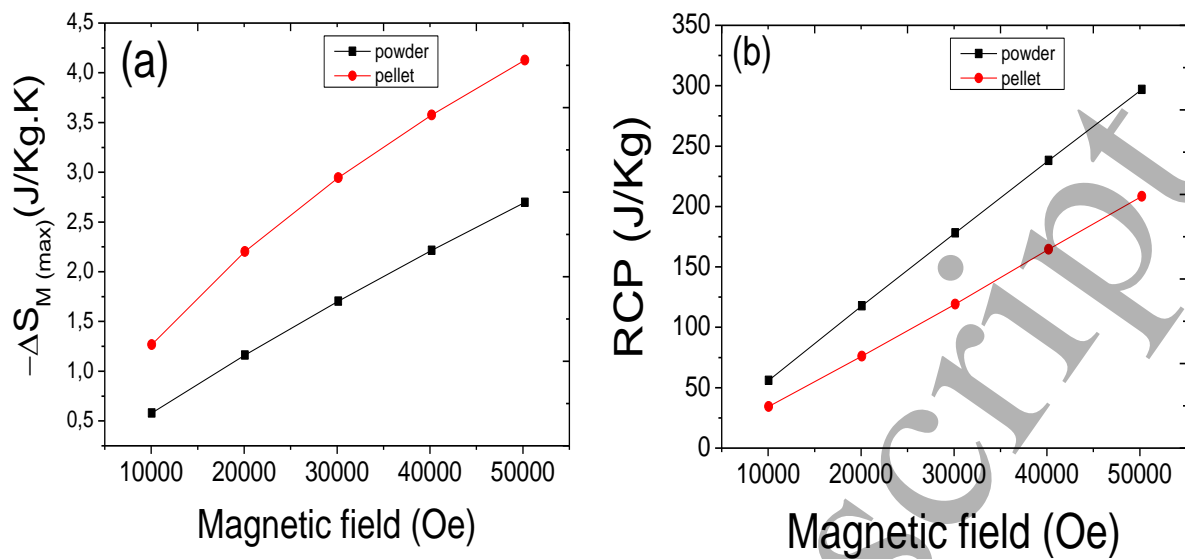 (a)
powder
pellet
4,5
4,0
3,5
3,0
2,5
2,0
1,5
1,0
0,5
−ΔS M (max) (J/Kg.K)
10000 20000 30000 40000 50000
Magnetic field (Oe)
(b)
powder
pellet
350
300
250
200
150
100
50
0
RCP (J/Kg)
10000 20000 30000 40000 50000
Magnetic field (Oe)
script